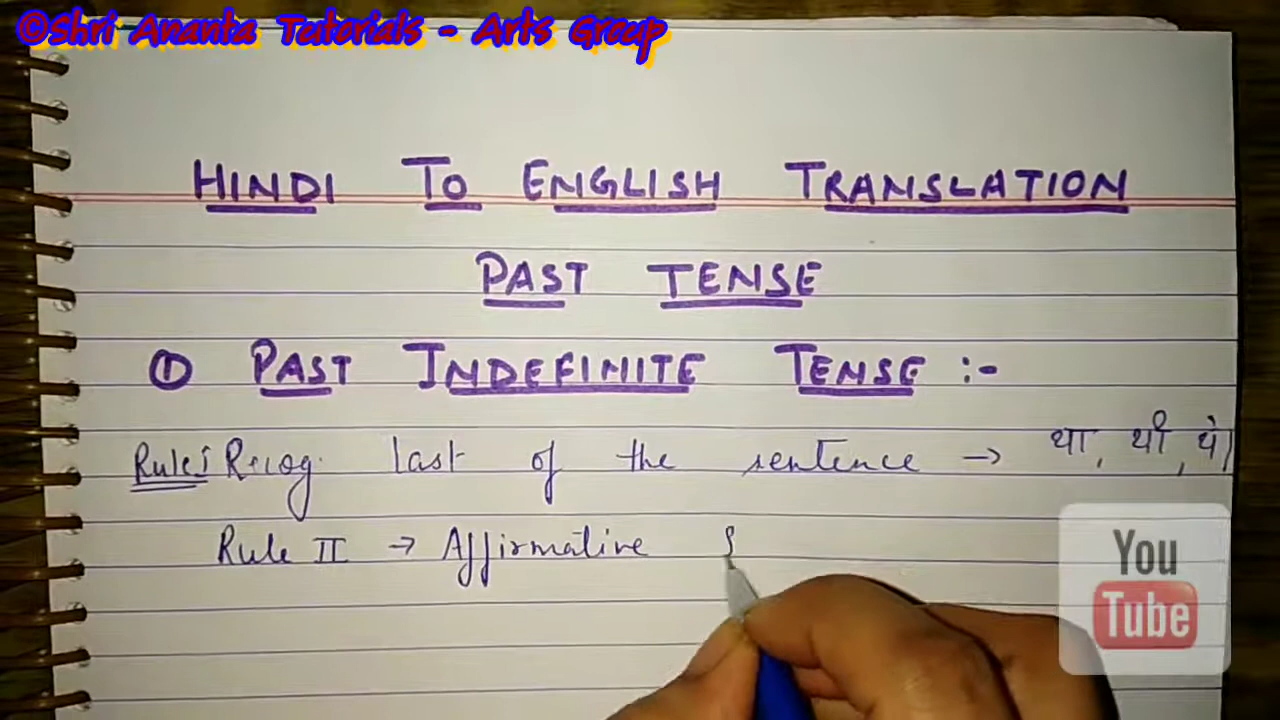 ©Shri Ananta Tutorials - Arts Group
HINDI TO ENGLISH TRANSLATION
PAST TENSE
① PAST INDEFINITE TENSE :-
Rule I Recog. last of the sentence → था, थी, थे।
Rule II → Affirmative
You
Tube